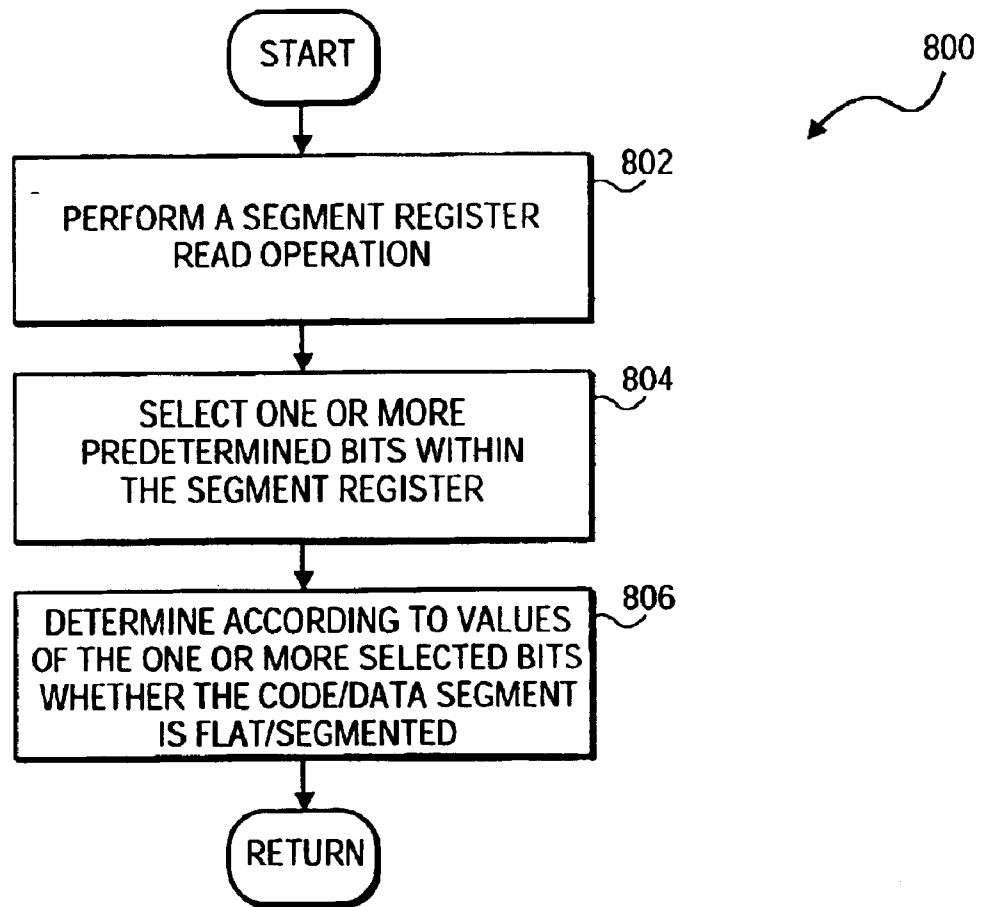 START
800
802
PERFORM A SEGMENT REGISTER
READ OPERATION
804
SELECT ONE OR MORE
PREDETERMINED BITS WITHIN
THE SEGMENT REGISTER
806
DETERMINE ACCORDING TO VALUES
OF THE ONE OR MORE SELECTED BITS
WHETHER THE CODE/DATA SEGMENT
IS FLAT/SEGMENTED
RETURN